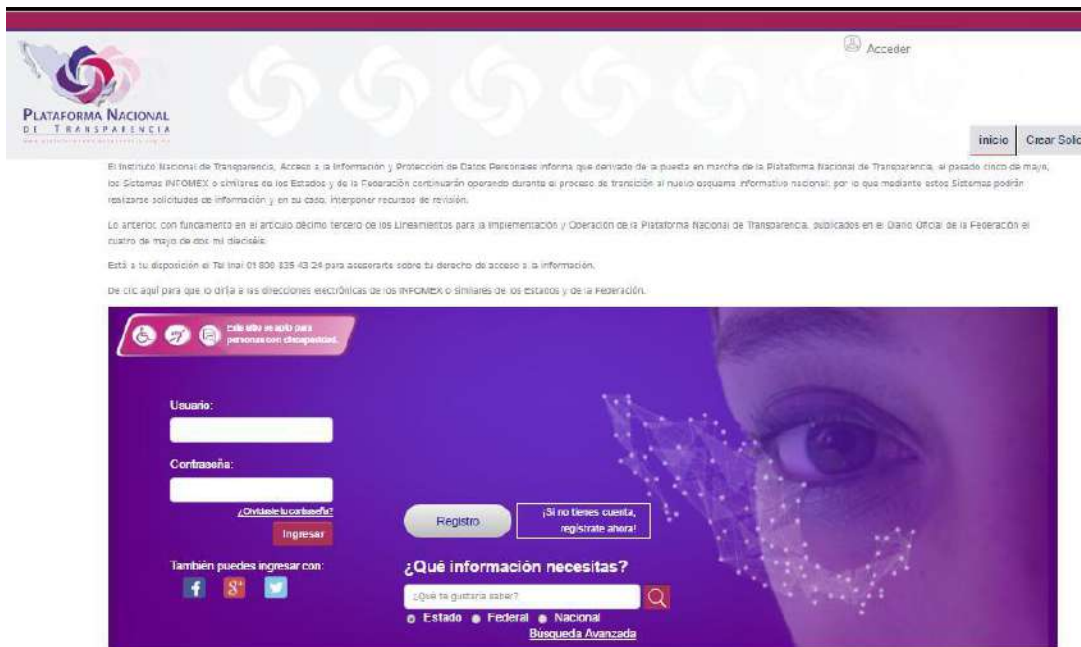 Acceder
PLATAFORMA NACIONAL
DE TRANSPARENCIA
inicio
Crear Solic
El Instituto Nacional de Transparencia, Acceso a la Información y Protección de Datos Personales informa que derivado de la puesta en marcha de la Plataforma Nacional de Transparencia, el pasado cinco de mayo,
los Sistemas INFOMEX o similares de los Estados y de la Federación continuarán operando durante el proceso de transición al nuevo esquema informativo nacional; por lo que mediante estos Sistemas podrán
realizarse solicitudes de información y en su caso, interponer recursos de revisión.
Lo anterior, con fundamento en el artículo décimo tercero de los Lineamientos para la Implementación y Operación de la Plataforma Nacional de Transparencia, publicados en el Diario Oficial de la Federación el
cuatro de mayo de dos mil dieciséis.
Está a tu disposición el Tel Inai 01 800 835 43 24 para asesorarte sobre tu derecho de acceso a la información.
De clic aquí para que lo dirija a las direcciones electrónicas de los INFOMEX o similares de los Estados y de la Federación.
Este sitio es apto para
personas con discapacidad.
Usuario:
Contraseña:
¿Olvidaste tu contraseña?
Ingresar
También puedes ingresar con:
Registro
¡Si no tienes cuenta,
regístrate ahora!
¿Qué información necesitas?
¿Qué te gustaría saber?
Estado Federal Nacional
Búsqueda Avanzada